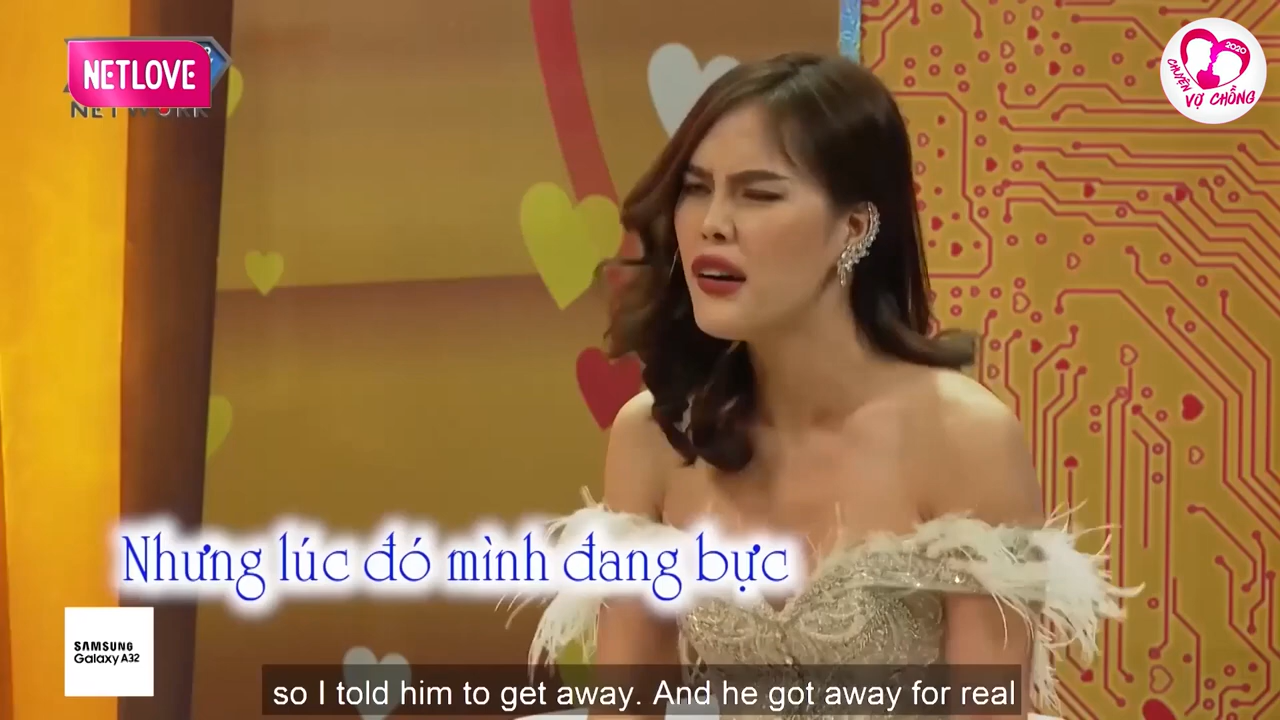 NETLOVE
NETWORK
2020
CHUYỆN
VỢ CHỒNG
Nhưng lúc đó mình đang bực
SAMSUNG
Galaxy A32
so I told him to get away. And he got away for real